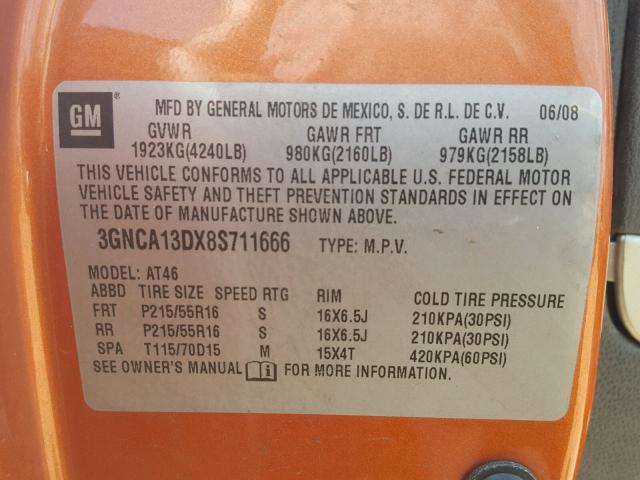 GM
MFD BY GENERAL MOTORS DE MEXICO, S. DE R.L. DE C.V. 06/08
GVWR GAWR FRT GAWR RR
1923KG(4240LB) 980KG(2160LB) 979KG(2158LB)
THIS VEHICLE CONFORMS TO ALL APPLICABLE U.S. FEDERAL MOTOR
VEHICLE SAFETY AND THEFT PREVENTION STANDARDS IN EFFECT ON
THE DATE OF MANUFACTURE SHOWN ABOVE.
3GNCA13DX8S711666 TYPE: M.P.V.
MODEL: AT46
ABBD TIRE SIZE SPEED RTG RIM COLD TIRE PRESSURE
FRT P215/55R16 S 16X6.5J 210KPA(30PSI)
RR P215/55R16 S 16X6.5J 210KPA(30PSI)
SPA T115/70D15 M 15X4T 420KPA(60PSI)
SEE OWNER'S MANUAL FOR MORE INFORMATION.